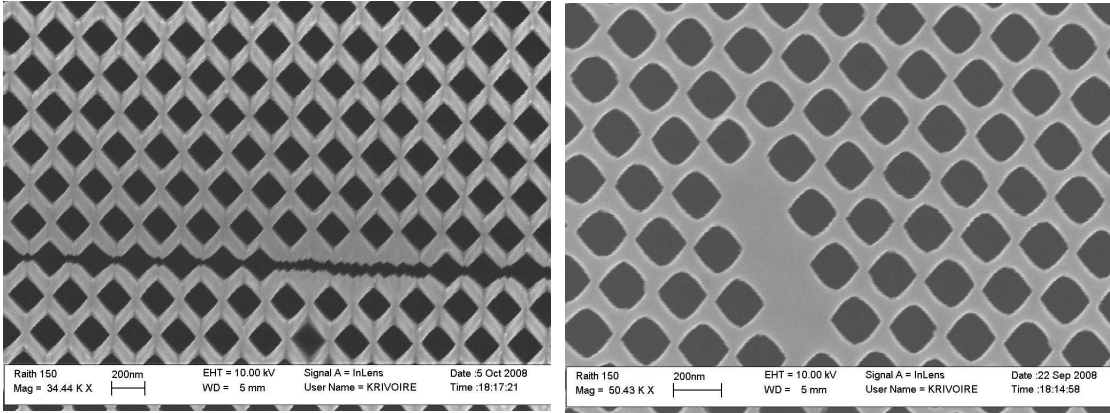 Raith 150 200nm EHT = 10.00 kV Signal A = InLens Date :5 Oct 2008
Mag = 34.44 K X WD = 5 mm User Name = KRIVOIRE Time :18:17:21
Raith 150 200nm EHT = 10.00 kV Signal A = InLens Date :22 Sep 2008
Mag = 50.43 K X WD = 5 mm User Name = KRIVOIRE Time :18:14:58